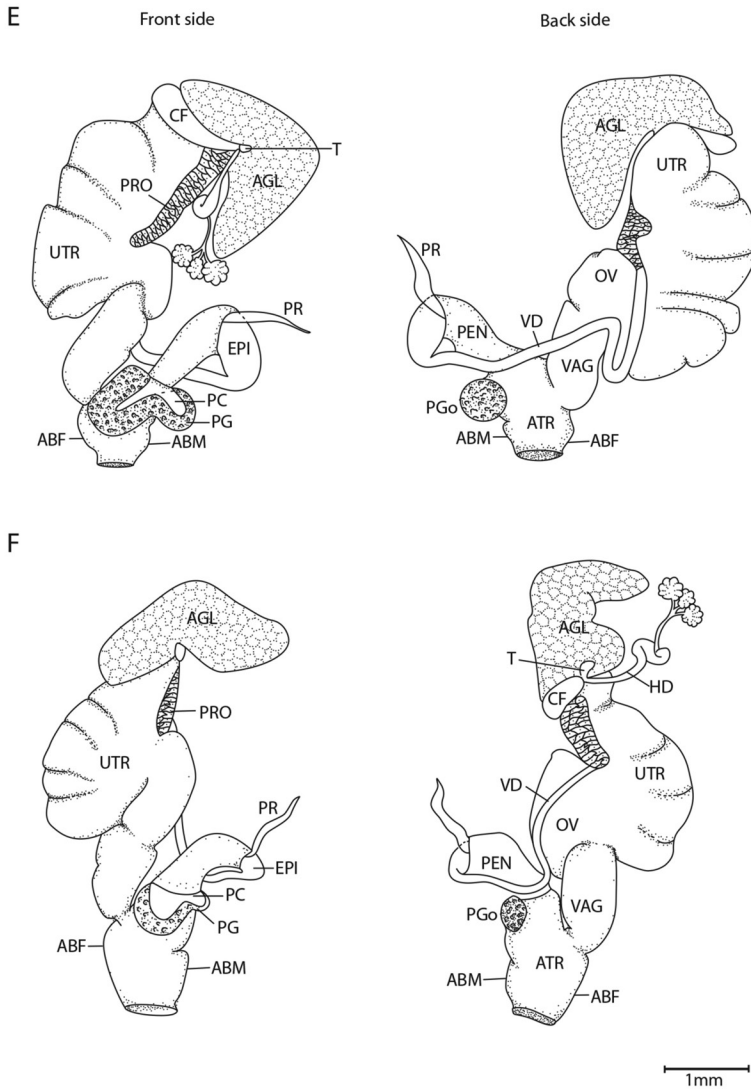 E
Front side
Back side
CF
T
PRO
AGL
UTR
PR
EPI
PC
PG
ABF
ABM
AGL
UTR
PR
OV
PEN
VD
VAG
PGo
ABM
ATR
ABF
F
AGL
PRO
UTR
PR
EPI
PC
PG
ABF
ABM
AGL
T
HD
CF
UTR
VD
OV
PEN
VAG
PGo
ATR
ABM
ABF
1mm